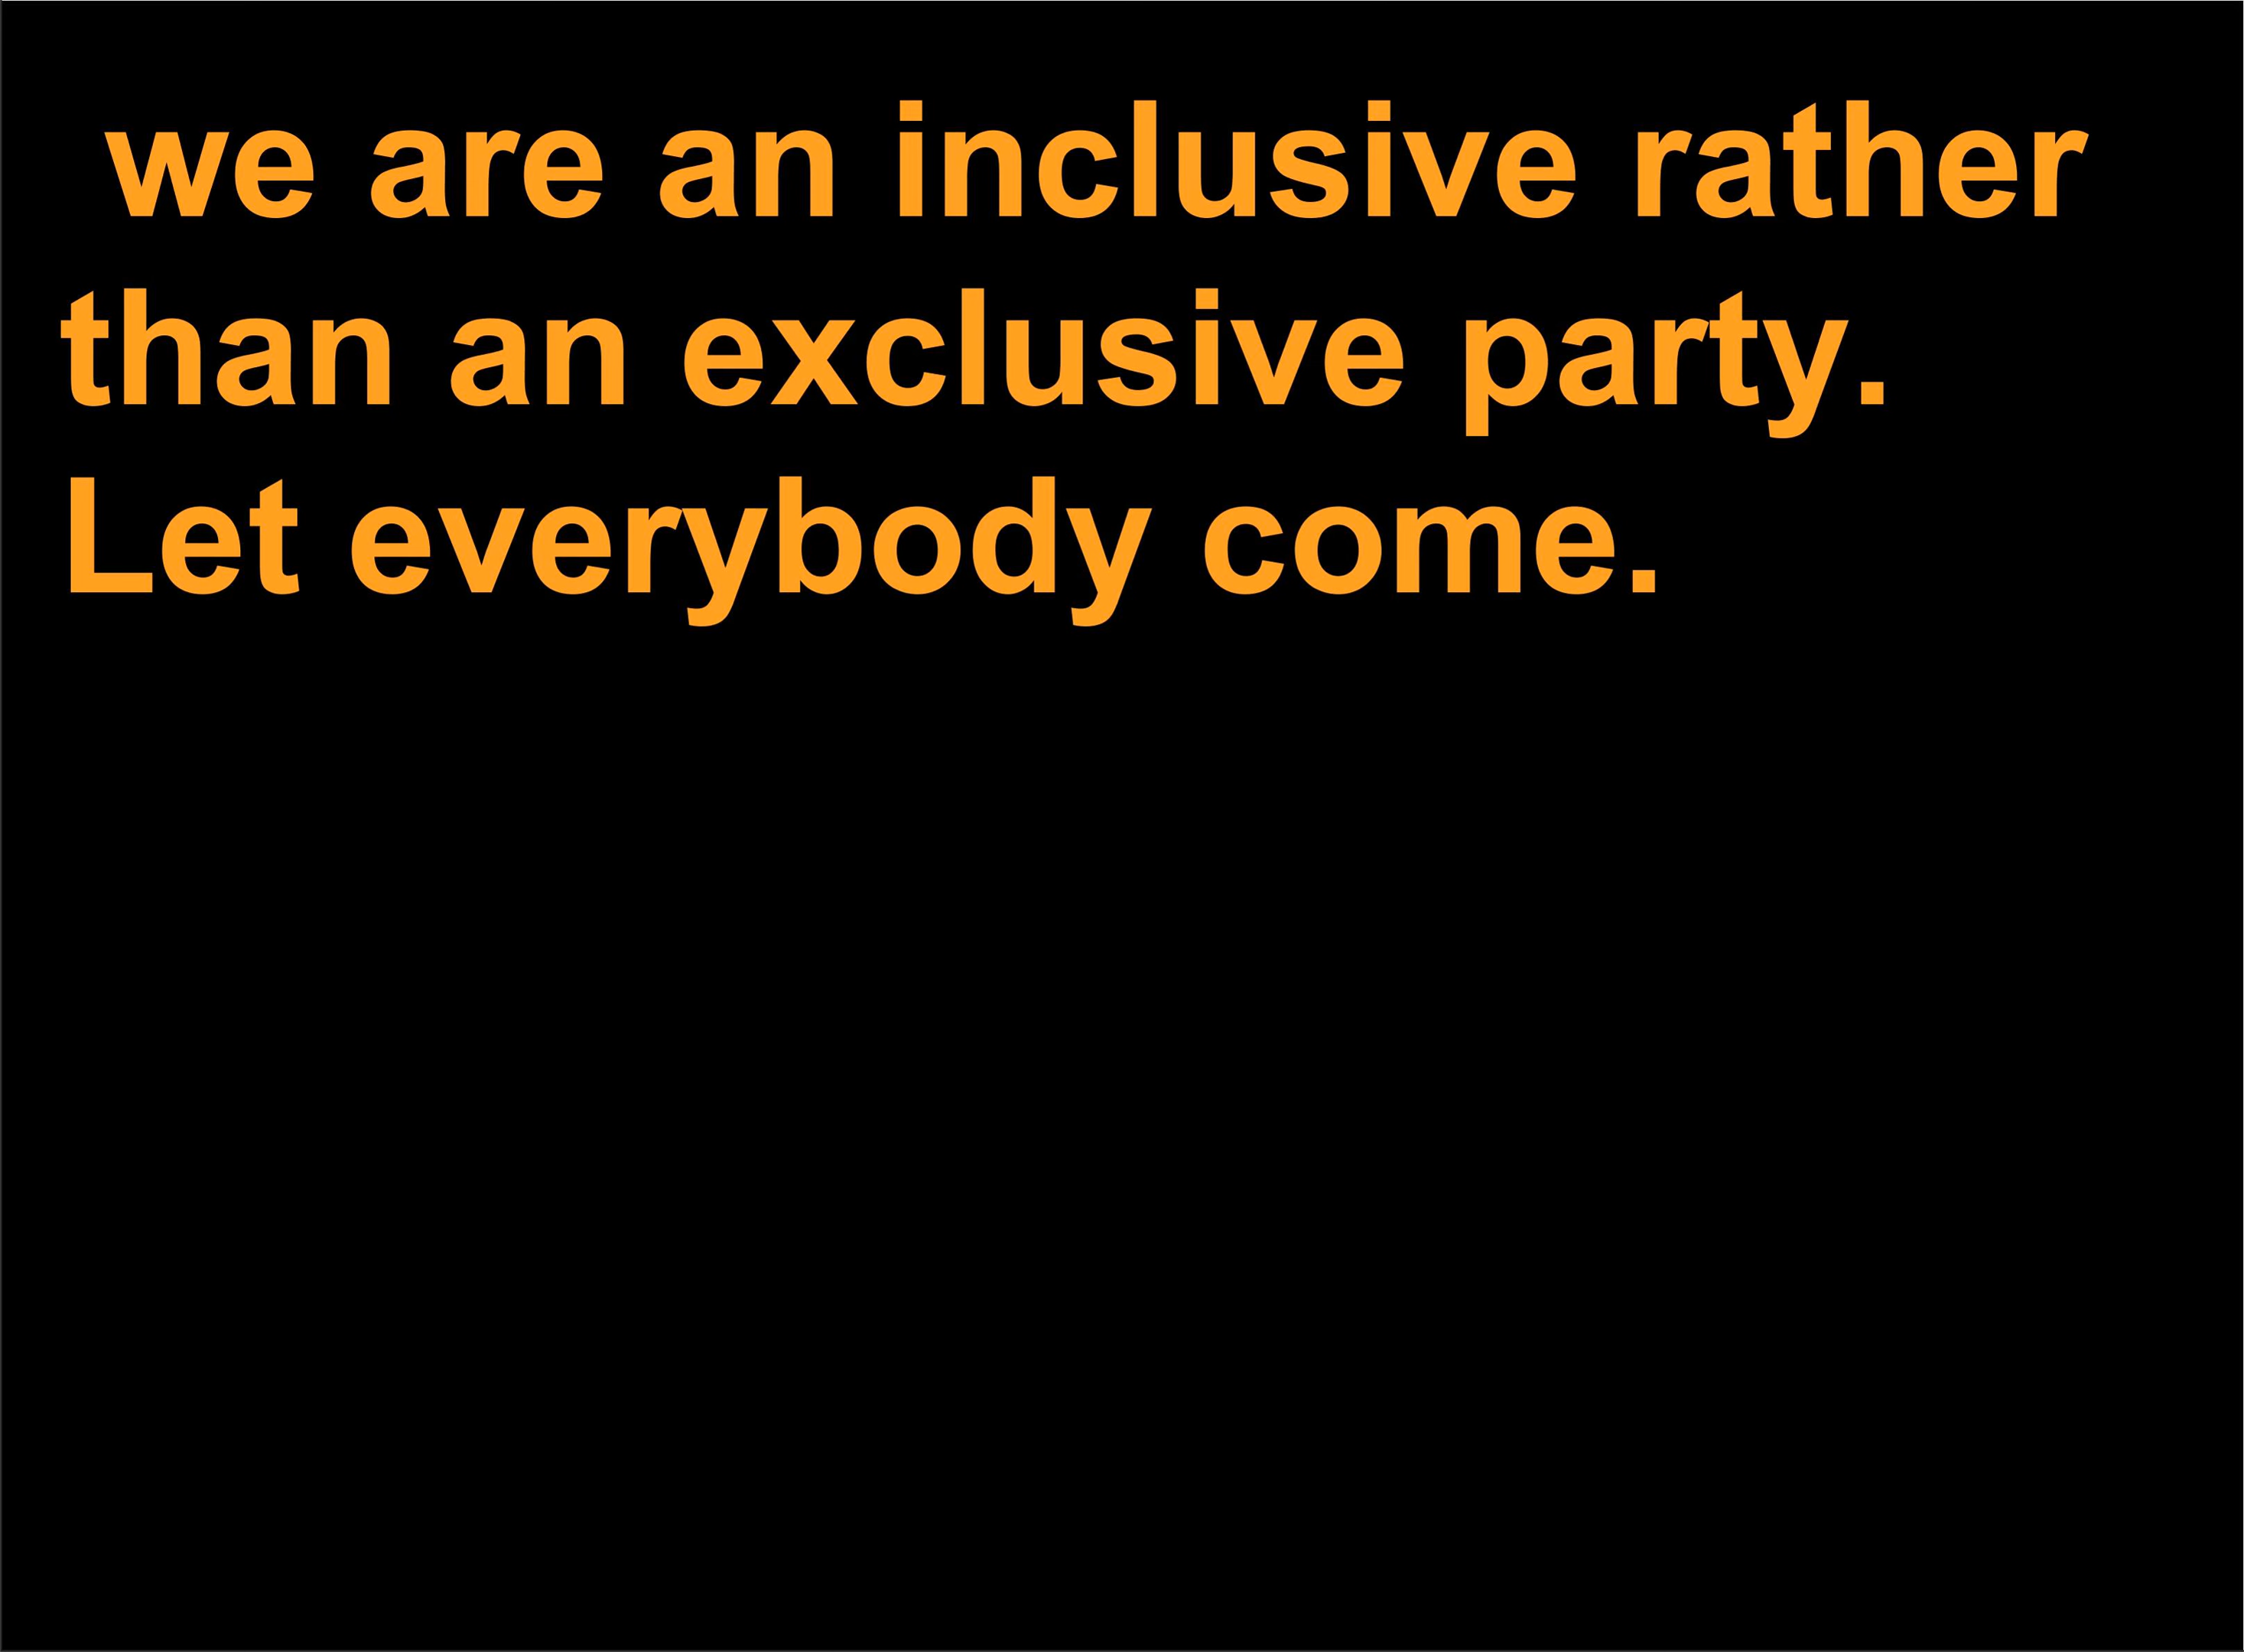 we are an inclusive rather
than an exclusive party.
Let everybody come.